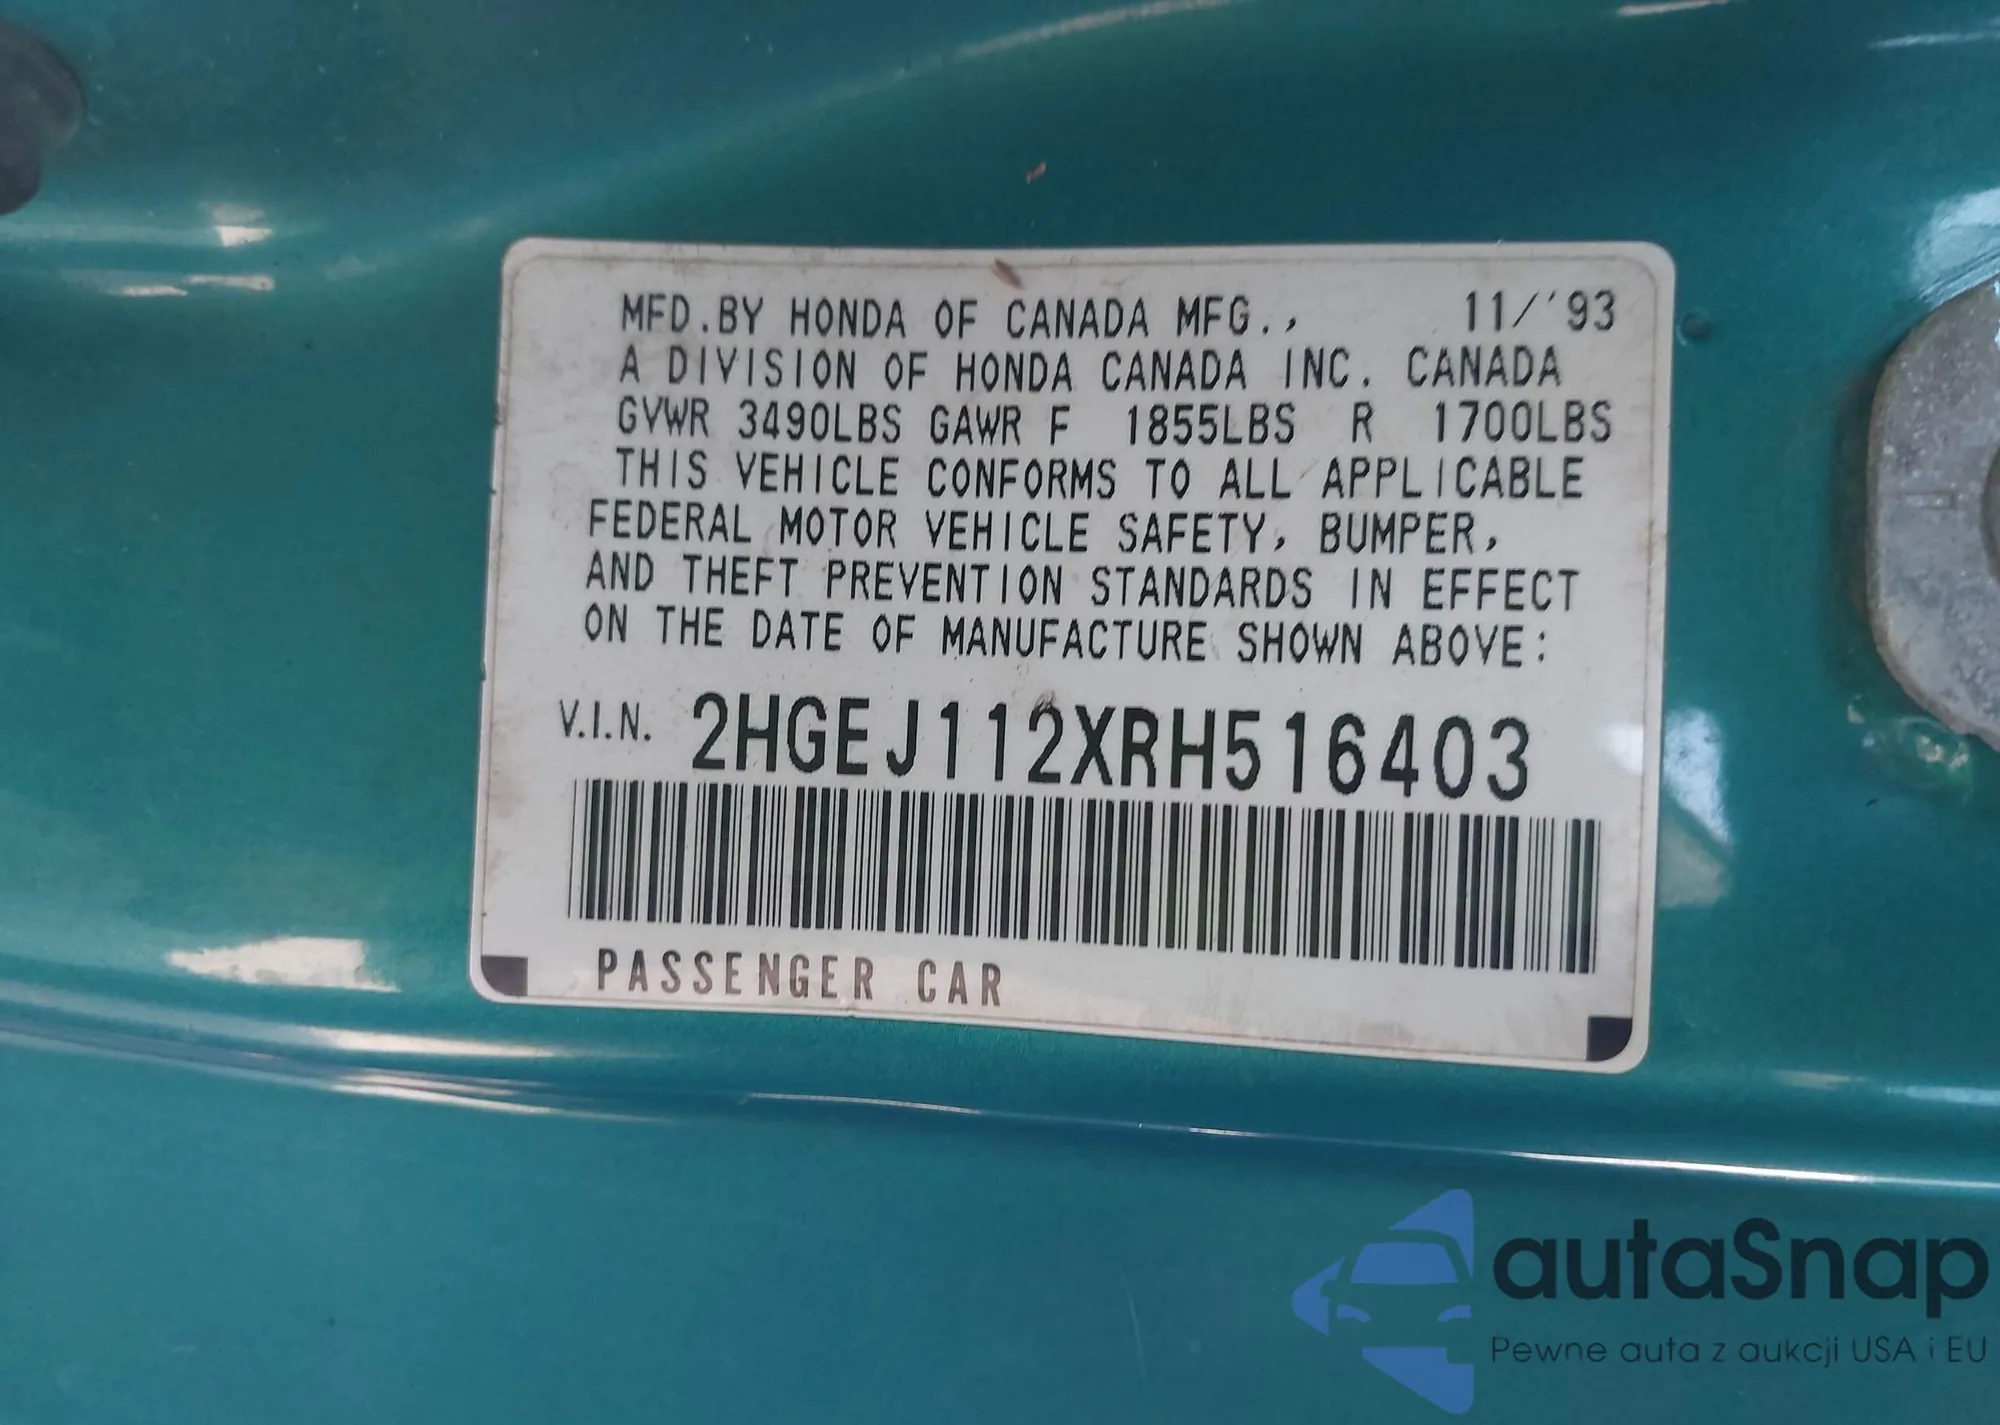 MFD.BY HONDA OF CANADA MFG., 11/'93
A DIVISION OF HONDA CANADA INC. CANADA
GVWR 3490LBS GAWR F 1855LBS R 1700LBS
THIS VEHICLE CONFORMS TO ALL APPLICABLE
FEDERAL MOTOR VEHICLE SAFETY, BUMPER,
AND THEFT PREVENTION STANDARDS IN EFFECT
ON THE DATE OF MANUFACTURE SHOWN ABOVE:
V.I.N. 2HGEJ112XRH516403
PASSENGER CAR
autaSnap
Pewne auta z aukcji USA i EU